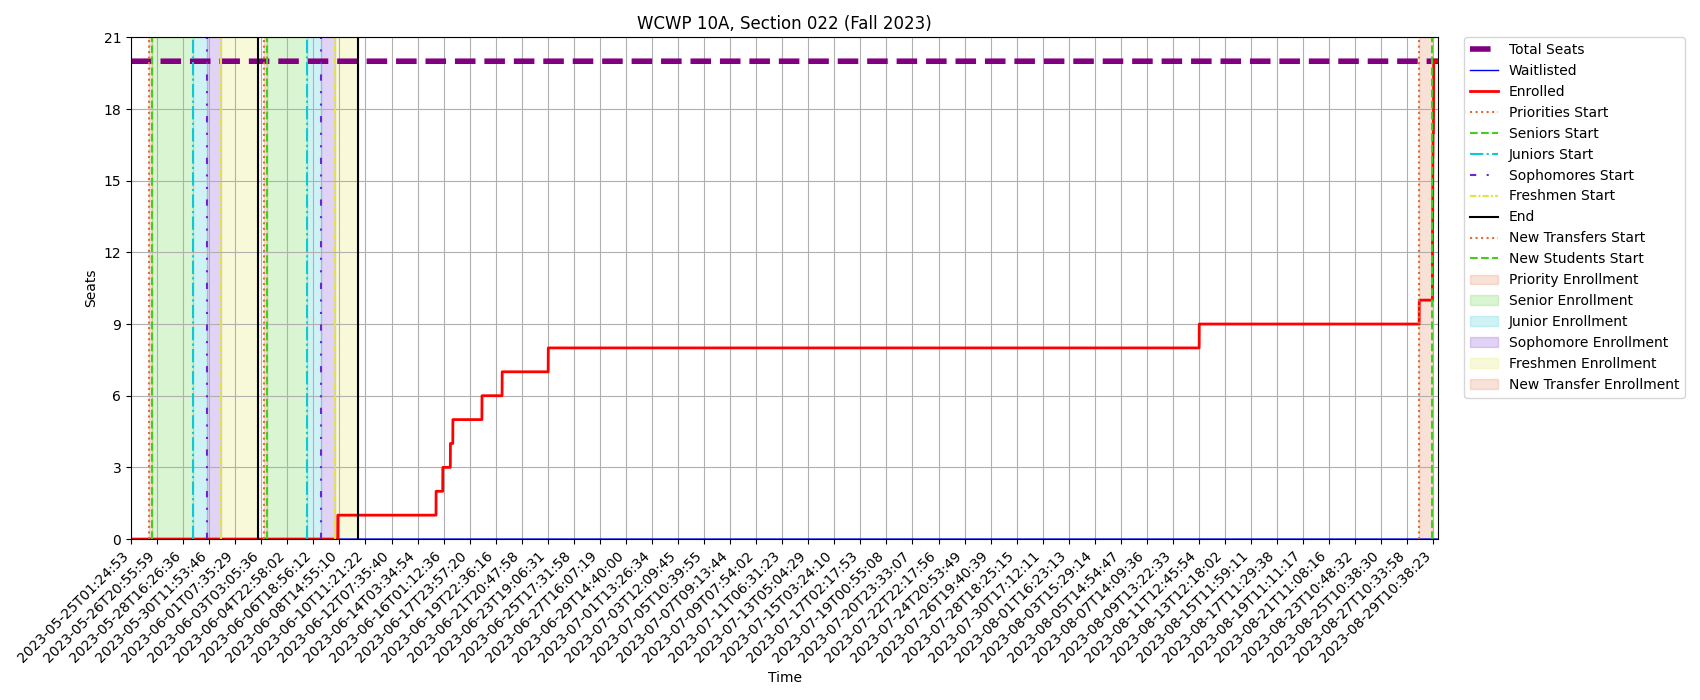 WCWP 10A, Section 022 (Fall 2023)
21
18
15
12
9
6
3
0
Seats
2023-05-25T01:24:53
2023-05-26T20:55:59
2023-05-28T16:26:36
2023-05-30T11:53:46
2023-06-01T07:35:29
2023-06-03T03:05:36
2023-06-04T22:58:02
2023-06-06T18:56:12
2023-06-08T14:55:10
2023-06-10T11:21:22
2023-06-12T07:35:40
2023-06-14T03:34:54
2023-06-16T01:12:36
2023-06-17T23:57:20
2023-06-19T22:36:16
2023-06-21T20:47:58
2023-06-23T19:06:31
2023-06-25T17:31:58
2023-06-27T16:07:19
2023-06-29T14:40:00
2023-07-01T13:26:34
2023-07-03T12:09:45
2023-07-05T10:39:55
2023-07-07T09:13:44
2023-07-09T07:54:02
2023-07-11T06:31:23
2023-07-13T05:04:29
2023-07-15T03:24:10
2023-07-17T02:17:53
2023-07-19T00:55:08
2023-07-20T23:33:07
2023-07-22T22:17:56
2023-07-24T20:53:49
2023-07-26T19:40:39
2023-07-28T18:25:15
2023-07-30T17:12:11
2023-08-01T16:23:13
2023-08-03T15:29:14
2023-08-05T14:54:47
2023-08-07T14:09:36
2023-08-09T13:22:33
2023-08-11T12:45:54
2023-08-13T12:18:02
2023-08-15T11:59:11
2023-08-17T11:29:38
2023-08-19T11:11:17
2023-08-21T11:08:16
2023-08-23T10:48:32
2023-08-25T10:38:30
2023-08-27T10:33:58
2023-08-29T10:38:23
Time
Total Seats
Waitlisted
Enrolled
Priorities Start
Seniors Start
Juniors Start
Sophomores Start
Freshmen Start
End
New Transfers Start
New Students Start
Priority Enrollment
Senior Enrollment
Junior Enrollment
Sophomore Enrollment
Freshmen Enrollment
New Transfer Enrollment